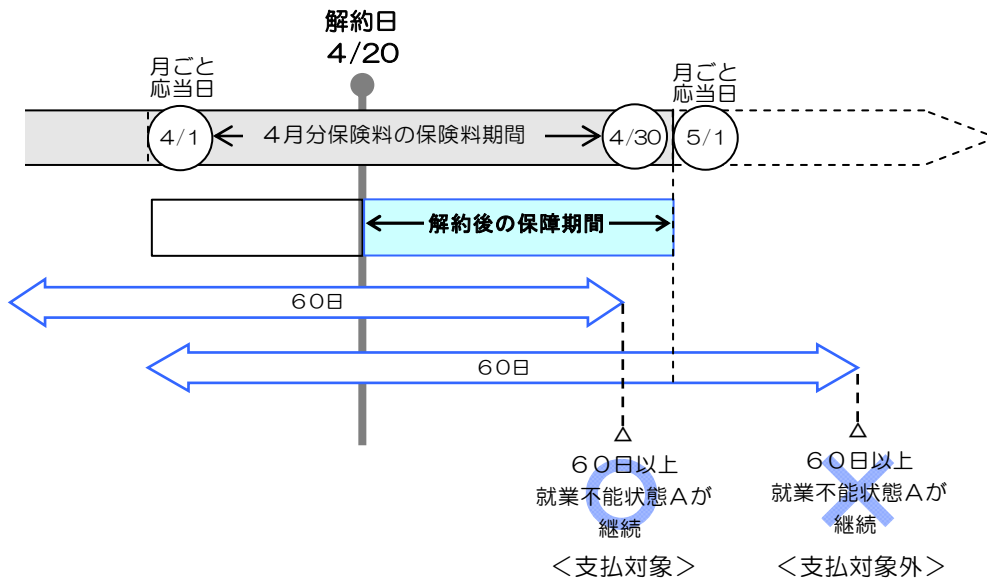 解約日
4/20
月ごと
応当日
月ごと
応当日
4/1
４月分保険料の保険料期間
4/30
5/1
解約後の保障期間
６０日
６０日
６０日以上
就業不能状態Ａが
継続
＜支払対象＞
６０日以上
就業不能状態Ａが
継続
＜支払対象外＞